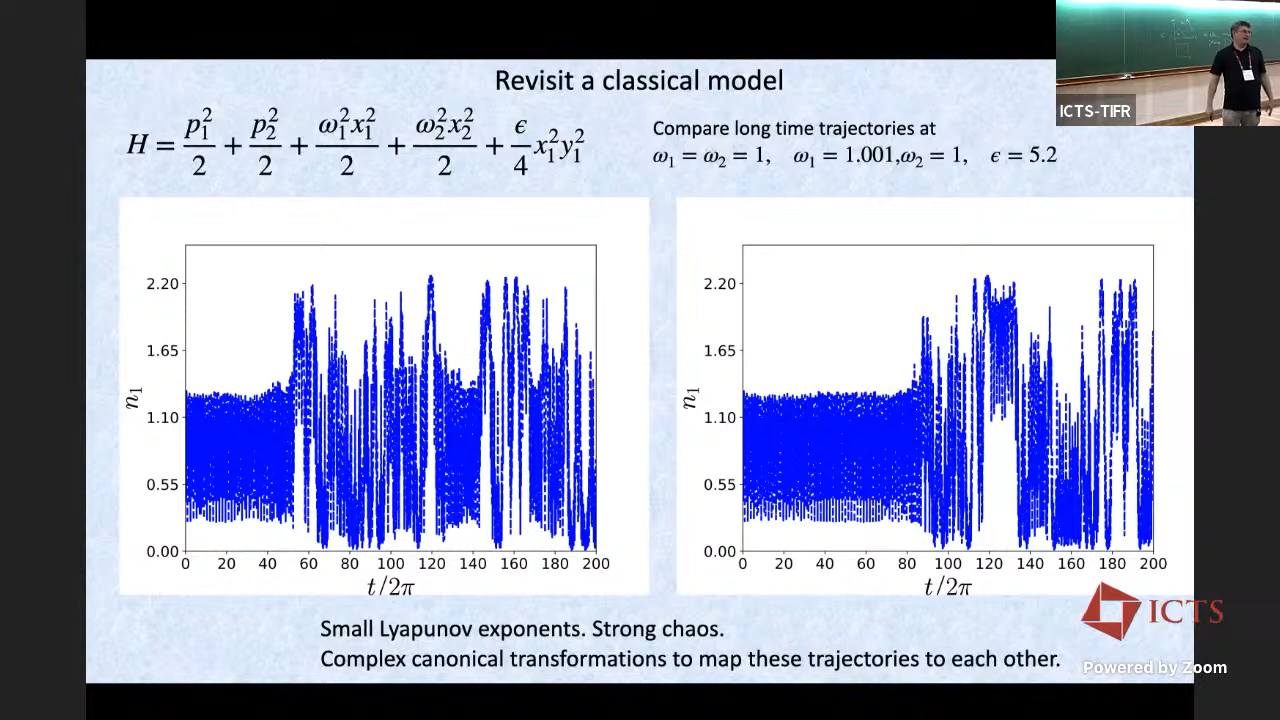 Revisit a classical model
H = p₁²/2 + p₂²/2 + ω₁²x₁²/2 + ω₂²x₂²/2 + ϵ/4 x₁²y₁²
Compare long time trajectories at
ω₁ = ω₂ = 1, ω₁ = 1.001,ω₂ = 1, ϵ = 5.2
ICTS-TIFR
2.20
1.65
1.10
0.55
0.00
n₁
0 20 40 60 80 100 120 140 160 180 200
t/2π
2.20
1.65
1.10
0.55
0.00
n₁
0 20 40 60 80 100 120 140 160 180 200
t/2π
Small Lyapunov exponents. Strong chaos.
Complex canonical transformations to map these trajectories to each other.
ICTS
Powered by Zoom